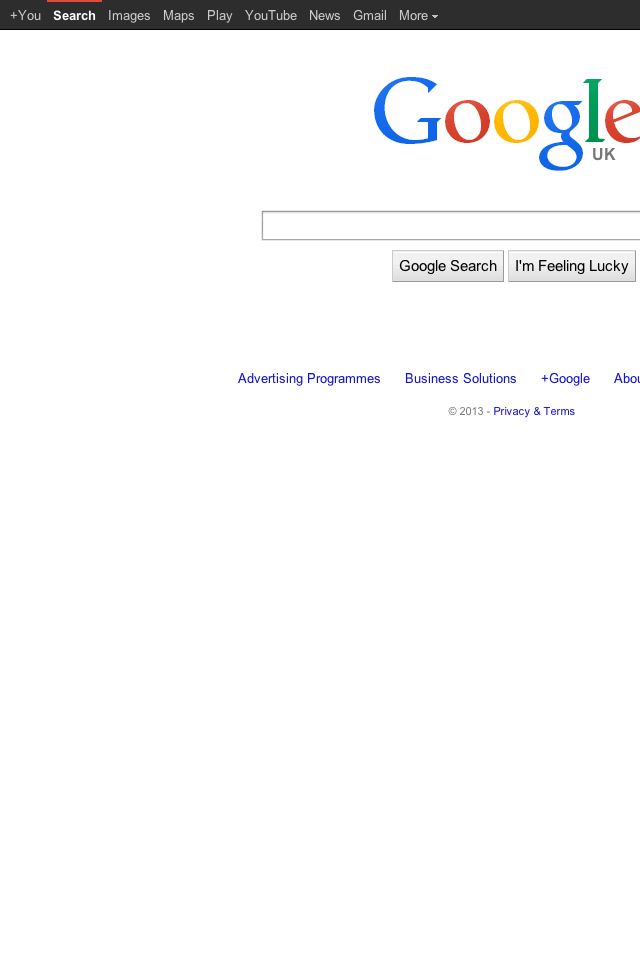 +You Search Images Maps Play YouTube News Gmail More
Google
UK
Google Search I'm Feeling Lucky
Advertising Programmes Business Solutions +Google Abou
© 2013 - Privacy & Terms